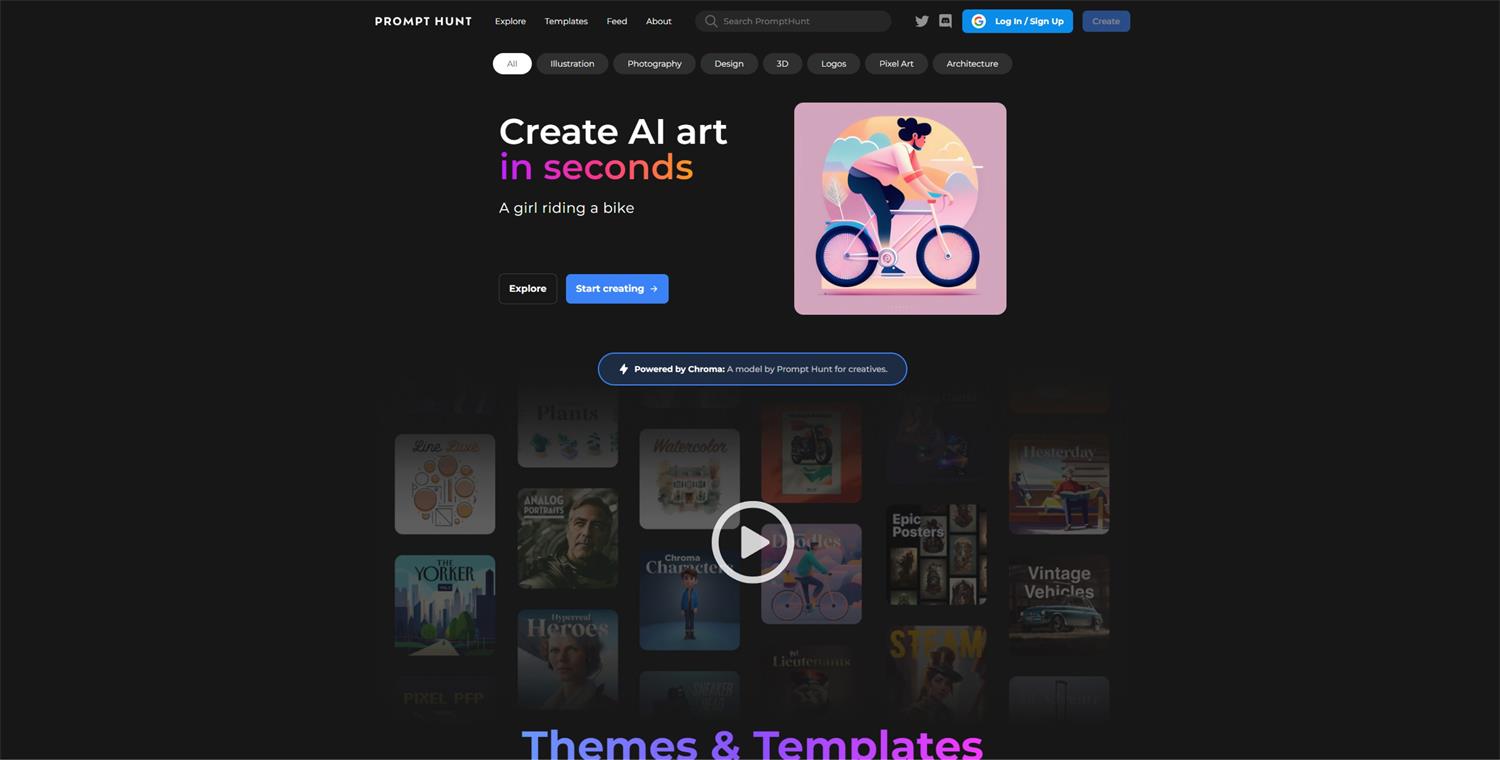 PROMPT HUNT Explore Templates Feed About Search PromptHunt Log In / Sign Up Create
All Illustration Photography Design 3D Logos Pixel Art Architecture
Create AI art
in seconds
A girl riding a bike
Explore Start creating →
Powered by Chroma: A model by Prompt Hunt for creatives.
Plants
Line Luxe
Watercolor
Hesterday
ANALOG
PORTRAITS
Epic
Posters
Doodles
THE
YORKER
Chroma
Characters
Vintage
Vehicles
Hyperreal
Heroes
STEAM
Lieutenants
PIXEL PFP
SNEAKER
HEAD
Themes & Templates